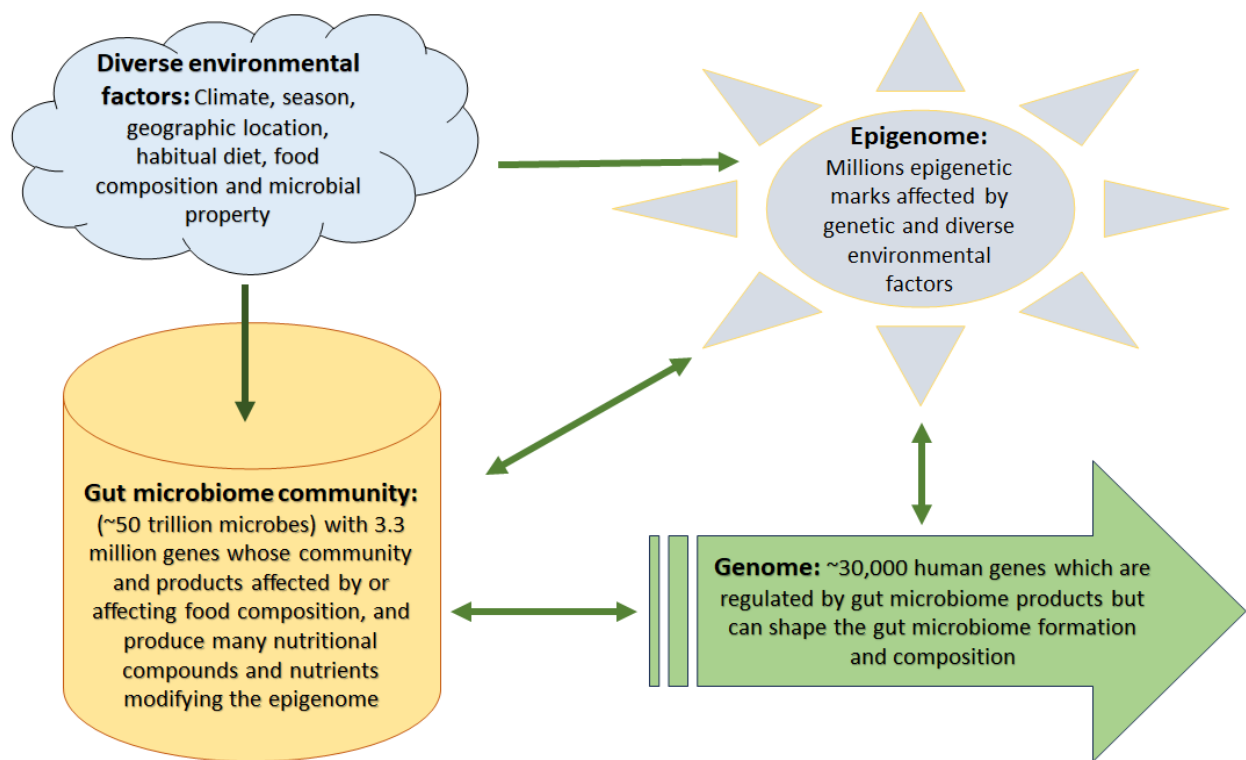 Diverse environmental
factors: Climate, season,
geographic location,
habitual diet, food
composition and microbial
property
Epigenome:
Millions epigenetic
marks affected by
genetic and diverse
environmental
factors
Gut microbiome community:
(~50 trillion microbes) with 3.3
million genes whose community
and products affected by or
affecting food composition, and
produce many nutritional
compounds and nutrients
modifying the epigenome
Genome: ~30,000 human genes which are
regulated by gut microbiome products but
can shape the gut microbiome formation
and composition